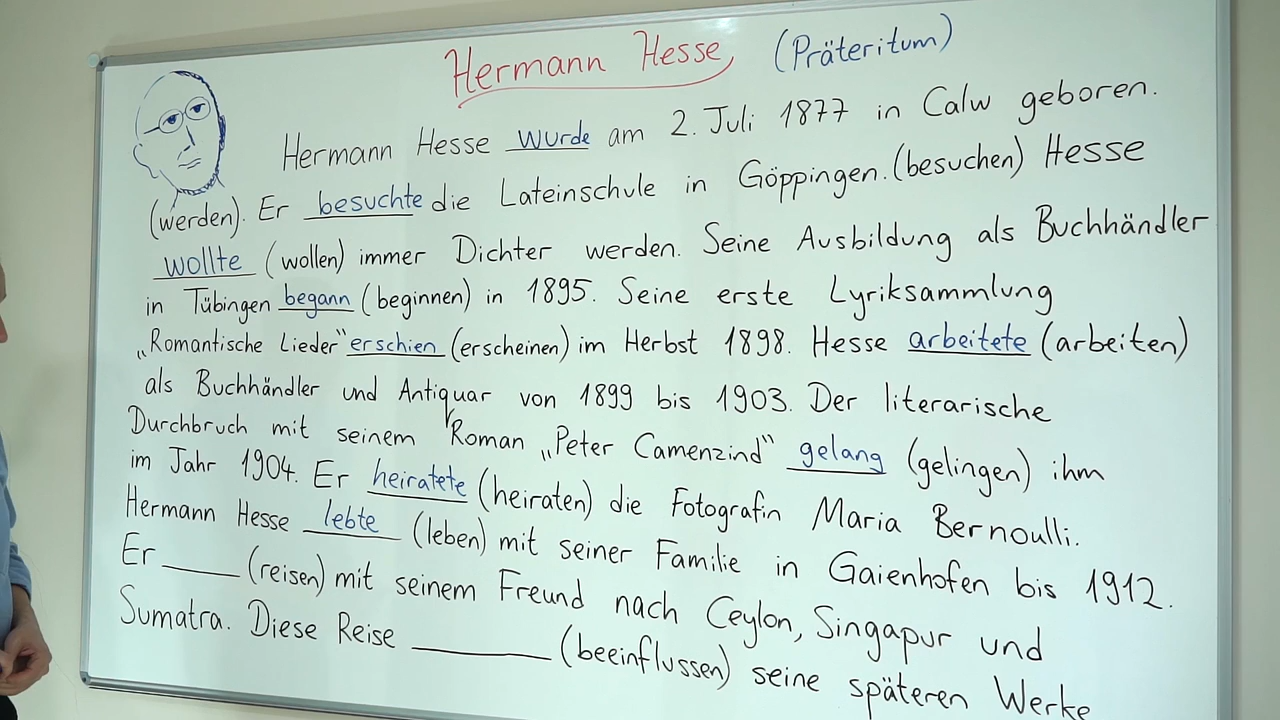 Hermann Hesse (Präteritum)
Hermann Hesse wurde am 2. Juli 1877 in Calw geboren.
(werden). Er besuchte die Lateinschule in Göppingen. (besuchen) Hesse
wollte (wollen) immer Dichter werden. Seine Ausbildung als Buchhändler
in Tübingen begann (beginnen) in 1895. Seine erste Lyriksammlung
„Romantische Lieder“ erschien (erscheinen) im Herbst 1898. Hesse arbeitete (arbeiten)
als Buchhändler und Antiquar von 1899 bis 1903. Der literarische
Durchbruch mit seinem Roman „Peter Camenzind“ gelang (gelingen) ihm
im Jahr 1904. Er heiratete (heiraten) die Fotografin Maria Bernoulli.
Hermann Hesse lebte (leben) mit seiner Familie in Gaienhofen bis 1912.
Er _____ (reisen) mit seinem Freund nach Ceylon, Singapur und
Sumatra. Diese Reise _________ (beeinflussen) seine späteren Werke